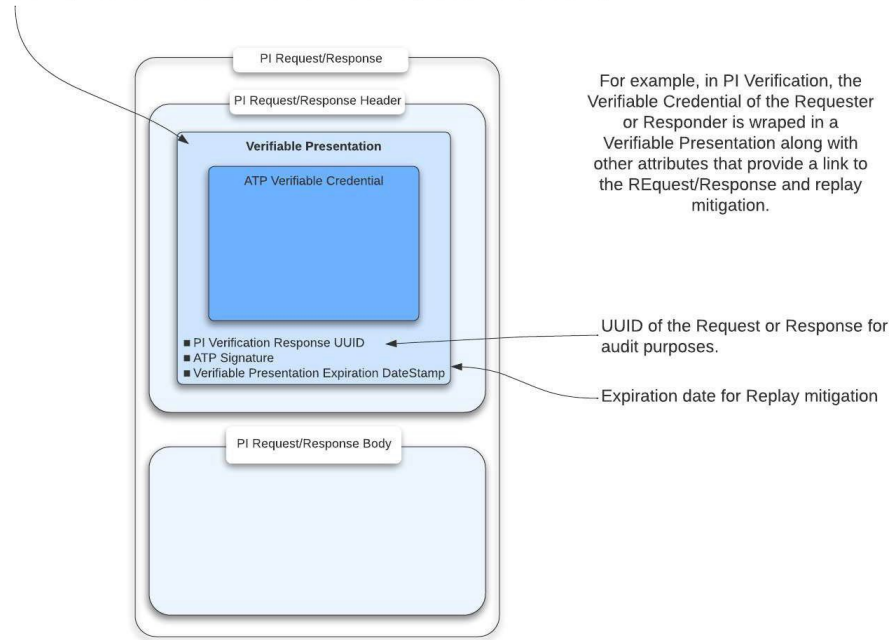 PI Request/Response
PI Request/Response Header
Verifiable Presentation
ATP Verifiable Credential
■ PI Verification Response UUID
■ ATP Signature
■ Verifiable Presentation Expiration DateStamp
PI Request/Response Body
For example, in PI Verification, the
Verifiable Credential of the Requester
or Responder is wraped in a
Verifiable Presentation along with
other attributes that provide a link to
the REquest/Response and replay
mitigation.
UUID of the Request or Response for
audit purposes.
Expiration date for Replay mitigation